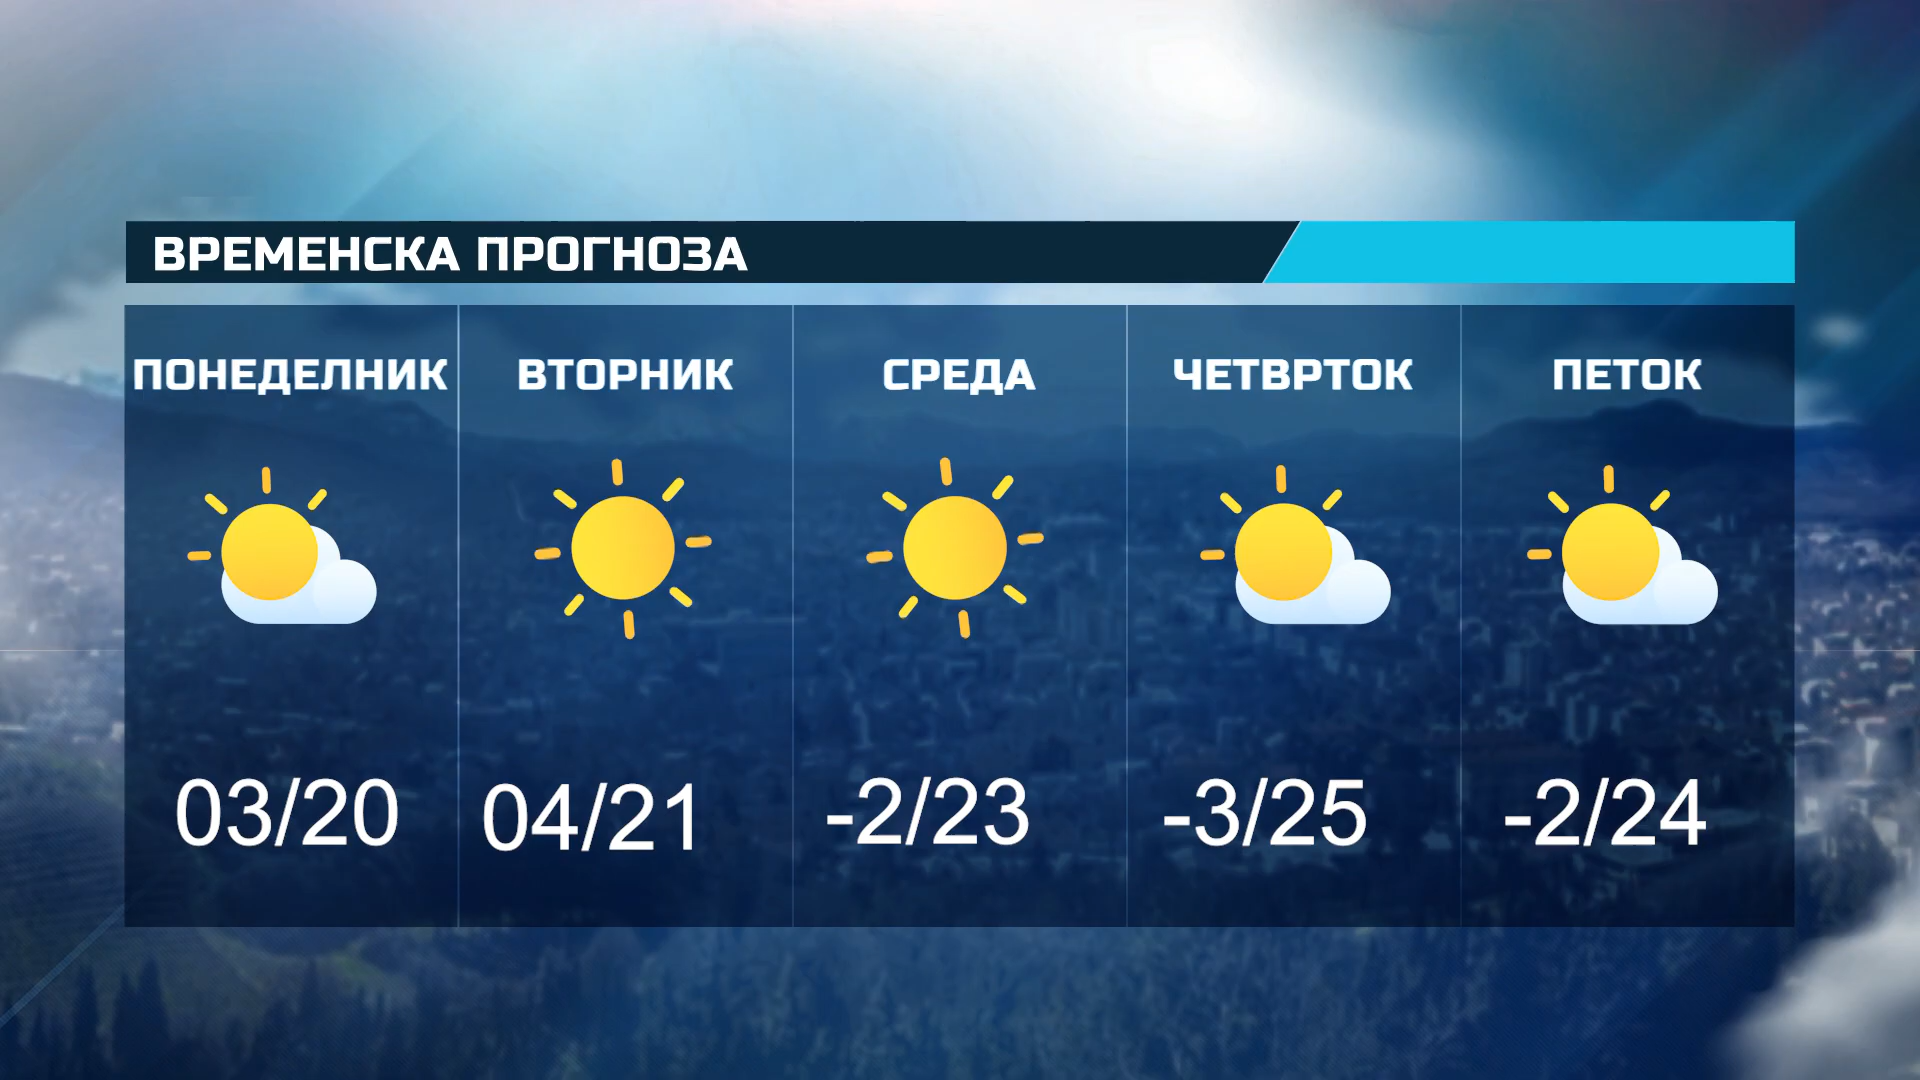 ВРЕМЕНСКА ПРОГНОЗА
ПОНЕДЕЛНИК
03/20
ВТОРНИК
04/21
СРЕДА
-2/23
ЧЕТВРТОК
-3/25
ПЕТОК
-2/24